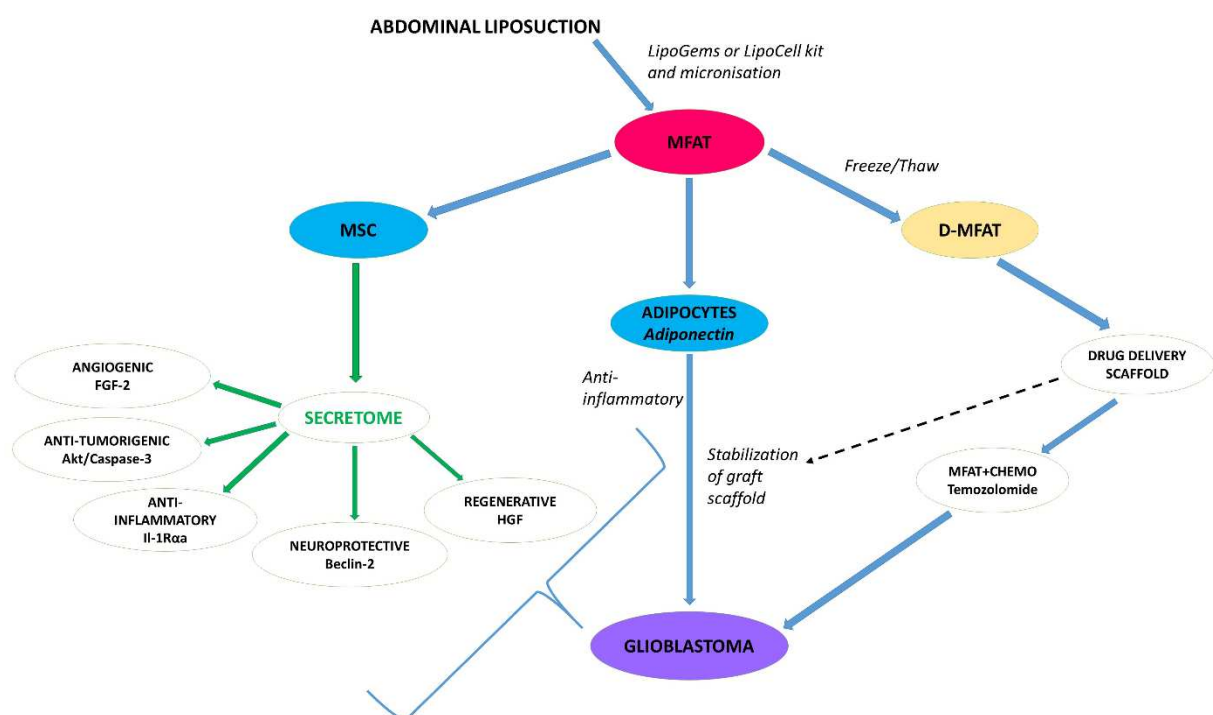 ABDOMINAL LIPOSUCTION
LipoGems or LipoCell kit
and micronisation
MFAT
Freeze/Thaw
MSC
D-MFAT
ADIPOCYTES
Adiponectin
DRUG DELIVERY
SCAFFOLD
ANGIOGENIC
FGF-2
Anti-
inflammatory
SECRETOME
ANTI-TUMORIGENIC
Akt/Caspase-3
Stabilization
of graft
scaffold
MFAT+CHEMO
Temozolomide
ANTI-
INFLAMMATORY
Il-1Rαa
REGENERATIVE
HGF
NEUROPROTECTIVE
Beclin-2
GLIOBLASTOMA